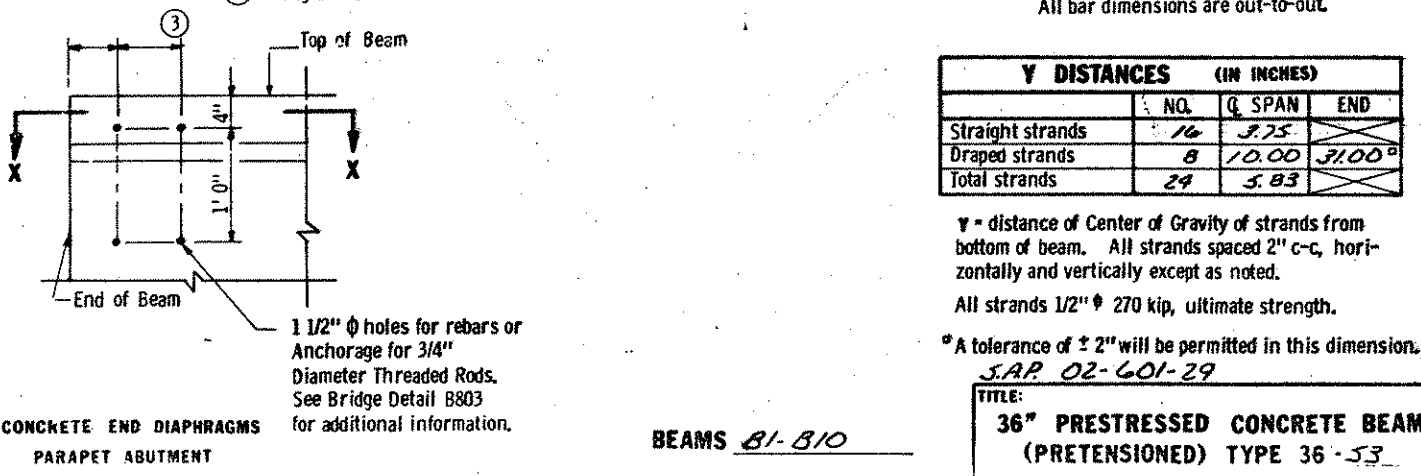 3
Top of Beam
4"
X
X
1' 0"
End of Beam
1 1/2" ϕ holes for rebars or
Anchorage for 3/4"
Diameter Threaded Rods.
See Bridge Detail B803
for additional information.
CONCRETE END DIAPHRAGMS
PARAPET ABUTMENT
BEAMS B1-B10
All bar dimensions are out-to-out.
Y DISTANCES (IN INCHES)
NO. ℄ SPAN END
Straight strands 16 3.75
Draped strands 8 10.00 31.00¤
Total strands 24 5.83
Y - distance of Center of Gravity of strands from
bottom of beam. All strands spaced 2" c-c, hori-
zontally and vertically except as noted.
All strands 1/2" ϕ 270 kip, ultimate strength.
¤A tolerance of ± 2" will be permitted in this dimension.
S.A.P. 02-601-29
TITLE:
36" PRESTRESSED CONCRETE BEAM
(PRETENSIONED) TYPE 36 - 53